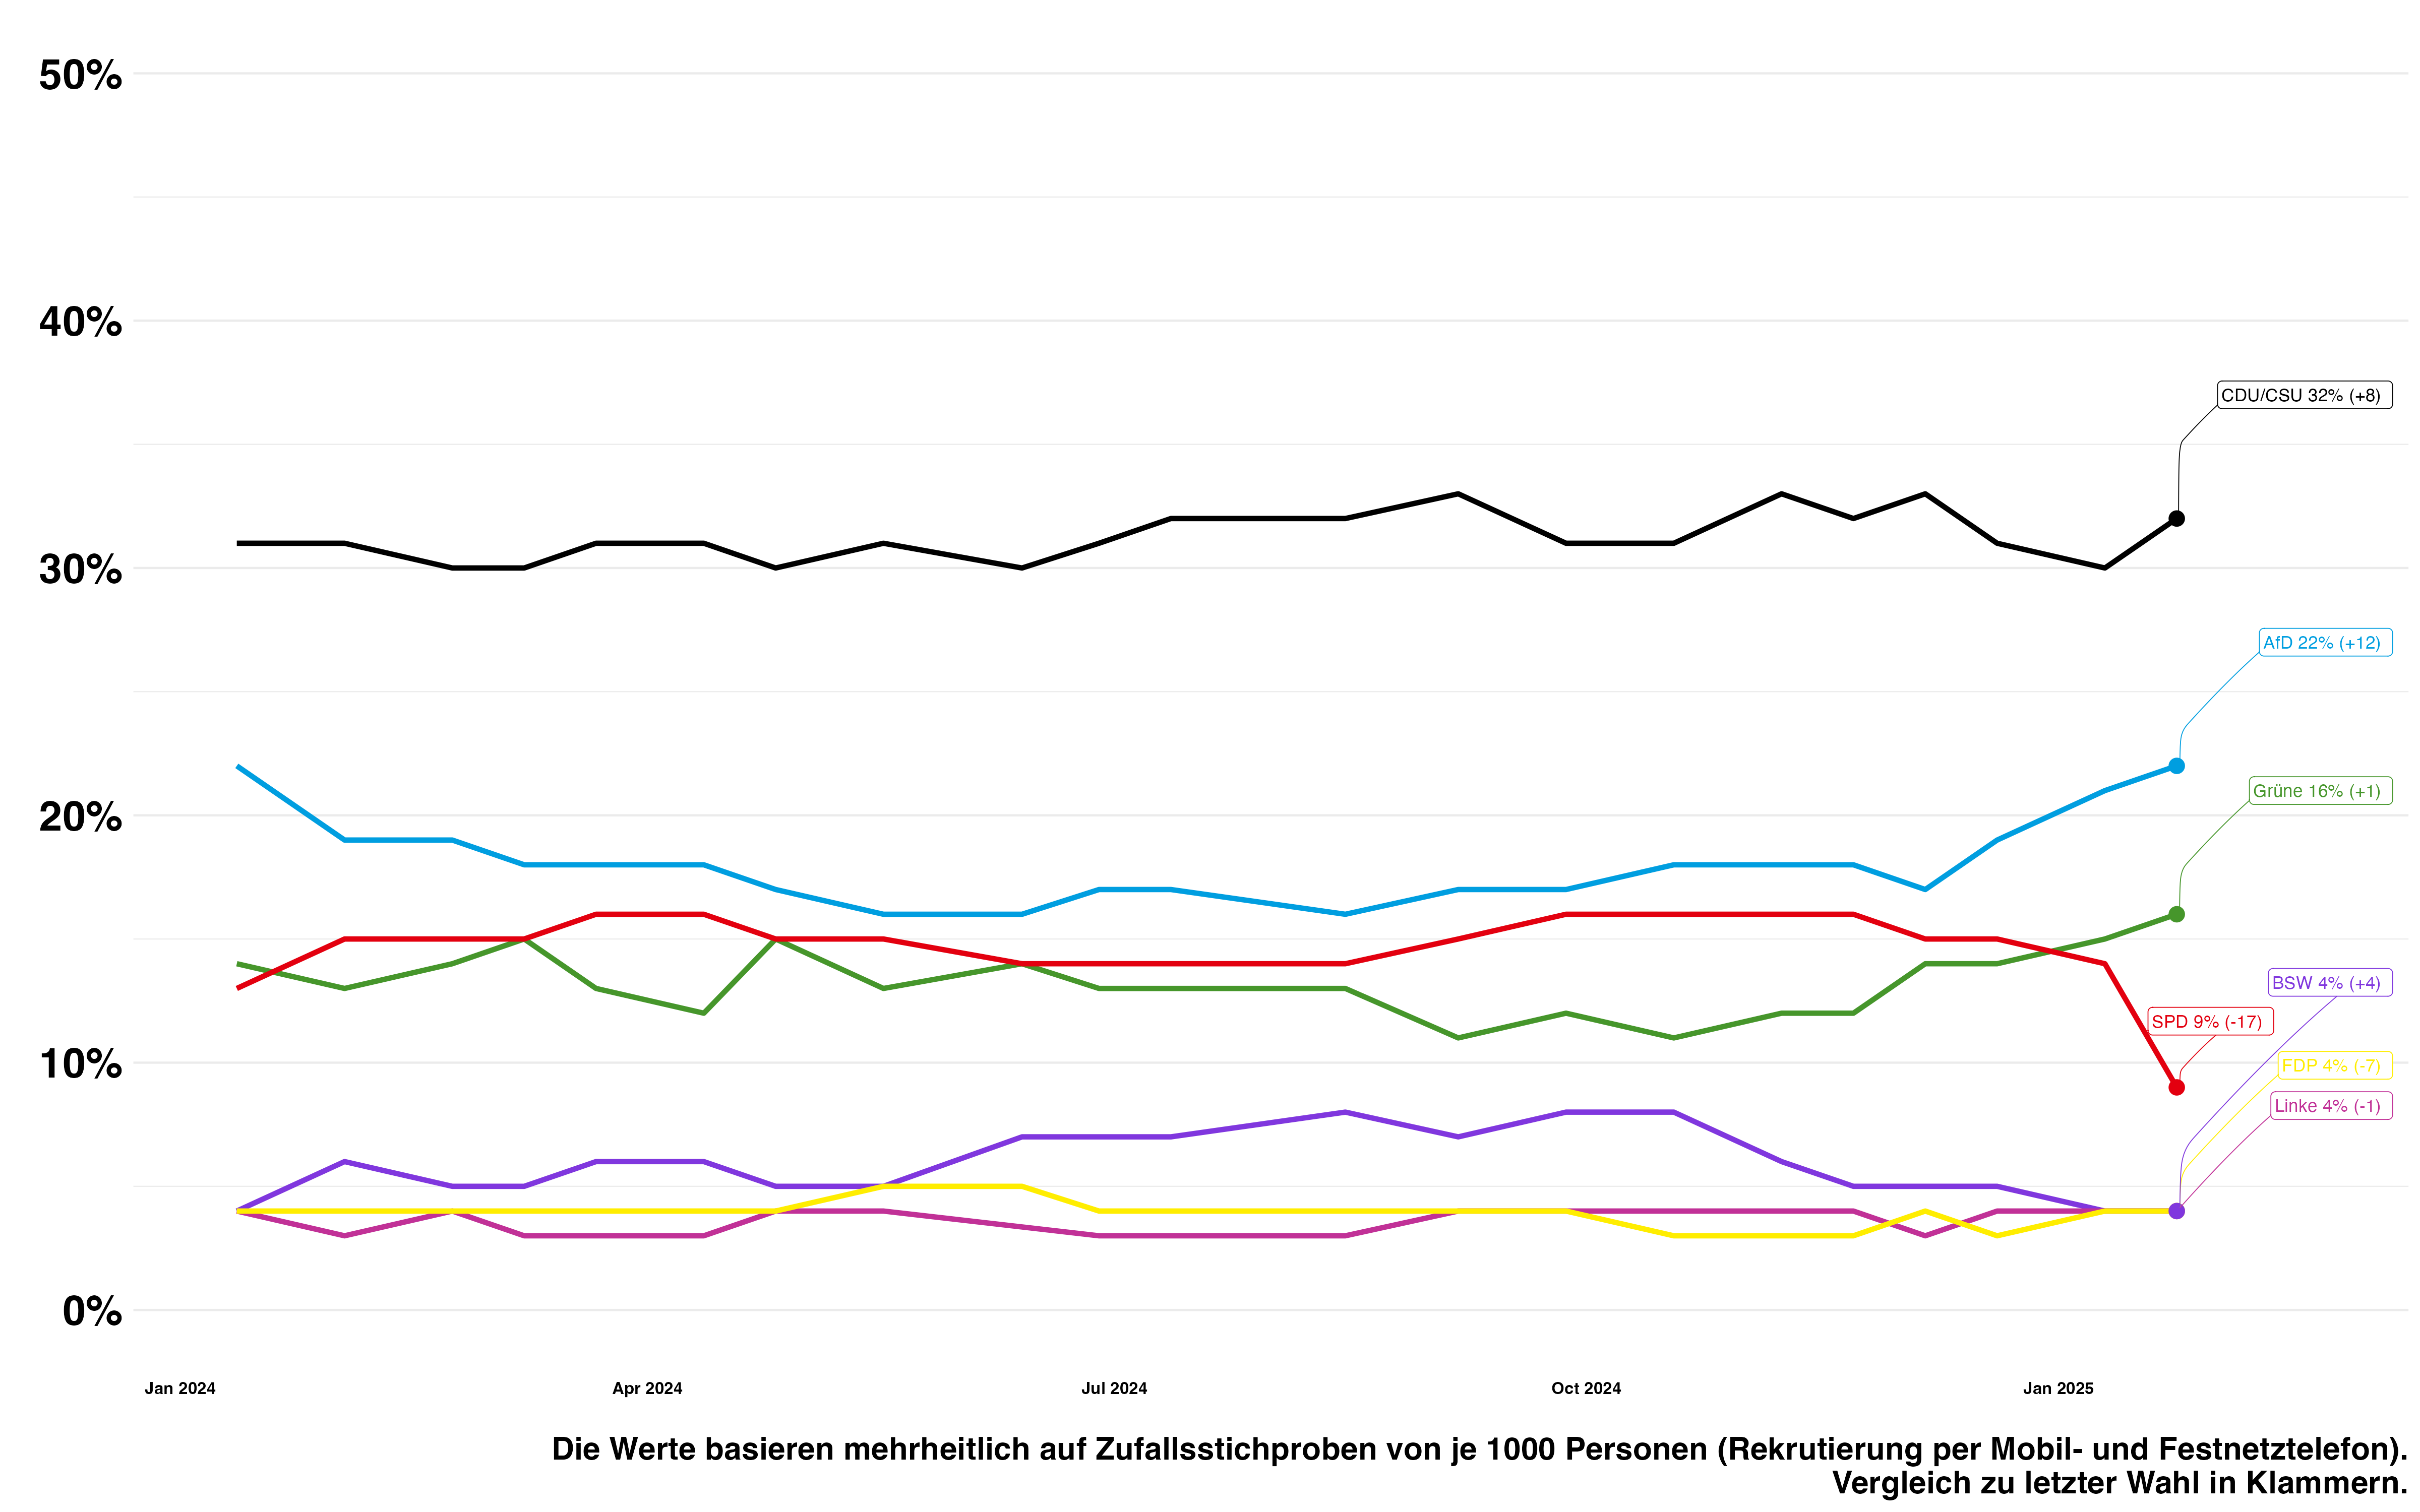 50%
40%
30%
20%
10%
0%
CDU/CSU 32% (+8)
AfD 22% (+12)
Grüne 16% (+1)
BSW 4% (+4)
SPD 9% (-17)
FDP 4% (-7)
Linke 4% (-1)
Jan 2024
Apr 2024
Jul 2024
Oct 2024
Jan 2025
Die Werte basieren mehrheitlich auf Zufallsstichproben von je 1000 Personen (Rekrutierung per Mobil- und Festnetztelefon).
Vergleich zu letzter Wahl in Klammern.